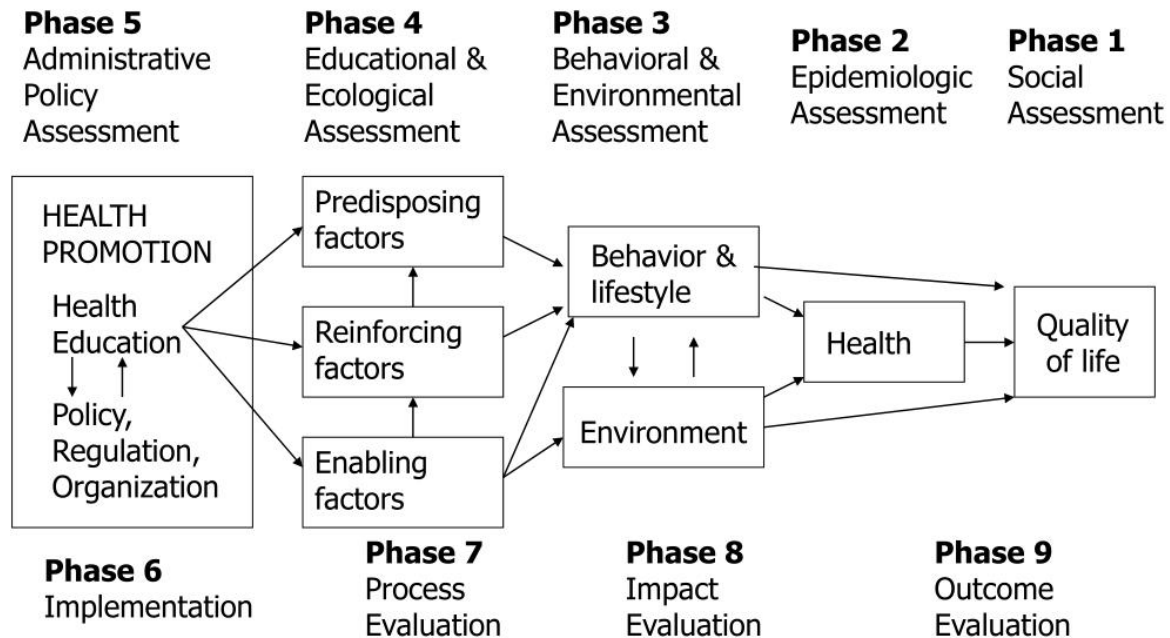 Phase 5
Administrative
Policy
Assessment
Phase 4
Educational &
Ecological
Assessment
Phase 3
Behavioral &
Environmental
Assessment
Phase 2
Epidemiologic
Assessment
Phase 1
Social
Assessment
HEALTH
PROMOTION
Health
Education
Policy,
Regulation,
Organization
Predisposing
factors
Reinforcing
factors
Enabling
factors
Behavior &
lifestyle
Environment
Health
Quality
of life
Phase 6
Implementation
Phase 7
Process
Evaluation
Phase 8
Impact
Evaluation
Phase 9
Outcome
Evaluation